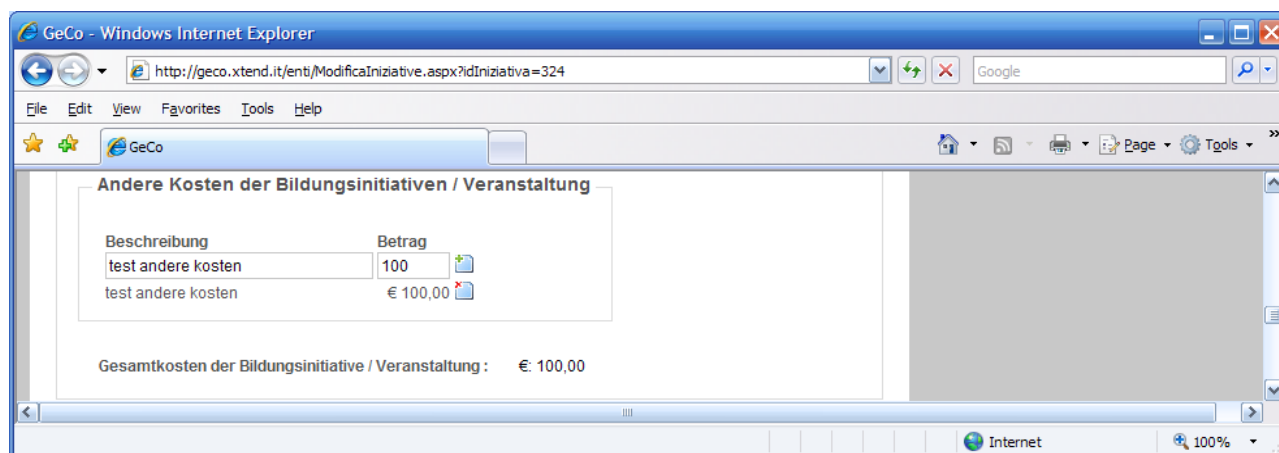 GeCo - Windows Internet Explorer
http://geco.xtend.it/enti/ModificaIniziative.aspx?idIniziativa=324
Google
File Edit View Favorites Tools Help
GeCo
Page Tools »
Andere Kosten der Bildungsinitiativen / Veranstaltung
Beschreibung Betrag
test andere kosten 100
test andere kosten € 100,00
Gesamtkosten der Bildungsinitiative / Veranstaltung : €: 100,00
Internet 100%